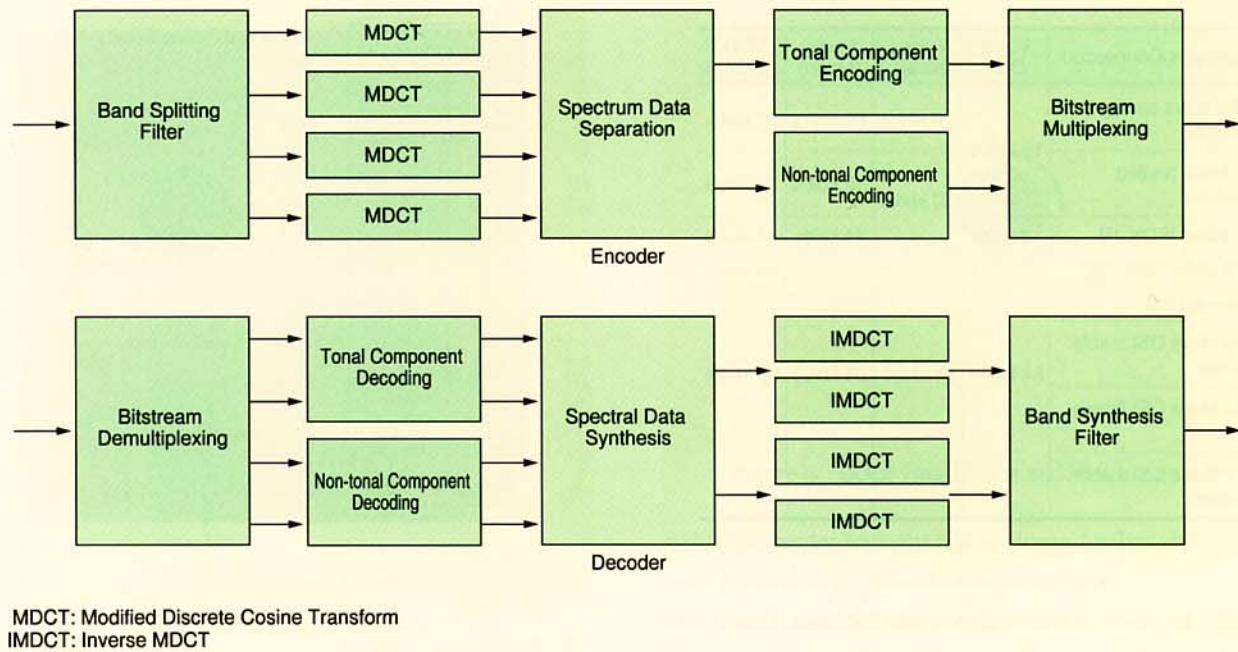 MDCT
MDCT
MDCT
MDCT
Band Splitting
Filter
Spectrum Data
Separation
Tonal Component
Encoding
Non-tonal Component
Encoding
Bitstream
Multiplexing
Encoder
Bitstream
Demultiplexing
Tonal Component
Decoding
Non-tonal Component
Decoding
Spectral Data
Synthesis
IMDCT
IMDCT
IMDCT
IMDCT
Band Synthesis
Filter
Decoder
MDCT: Modified Discrete Cosine Transform
IMDCT: Inverse MDCT